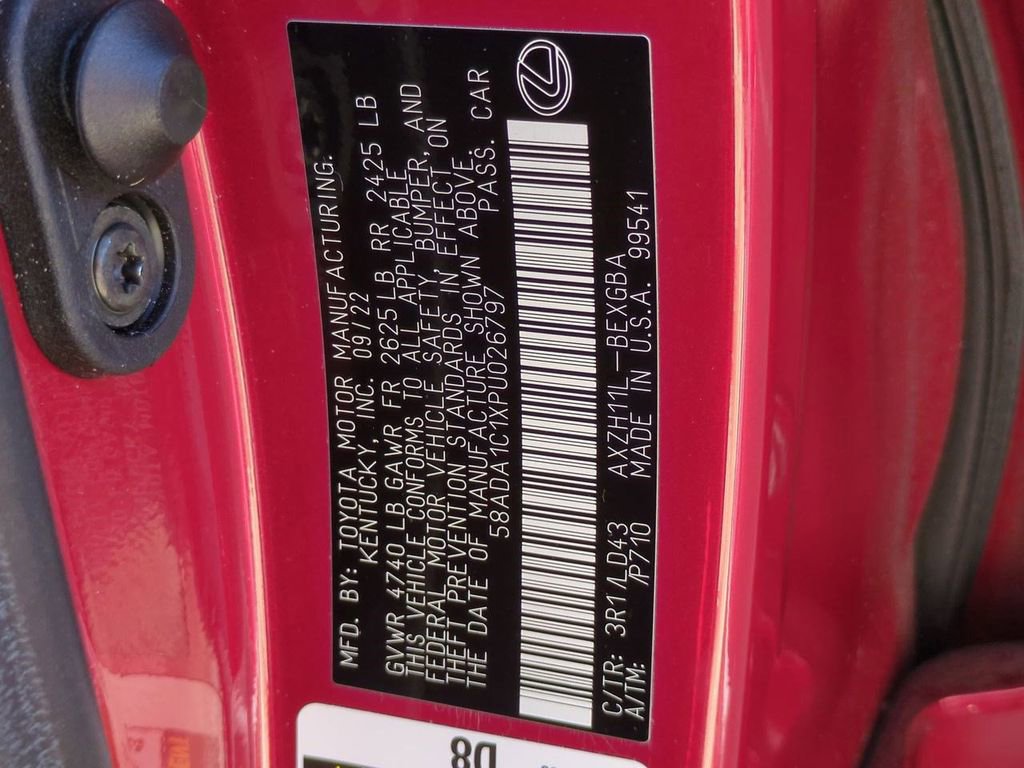 MFD. BY: TOYOTA MOTOR MANUFACTURING.
KENTUCKY, INC. 09/22
GVWR 4740 LB GAWR FR 2625 LB RR 2425 LB
THIS VEHICLE CONFORMS TO ALL APPLICABLE
FEDERAL MOTOR VEHICLE SAFETY, BUMPER, AND
THEFT PREVENTION STANDARDS IN EFFECT ON
THE DATE OF MANUFACTURE SHOWN ABOVE.
58ADA1C1XPU026797 PASS. CAR
C/TR: 3R1/LD43 AXZH11L-BEXGBA
A/TM: /P710 MADE IN U.S.A. 99541
D8